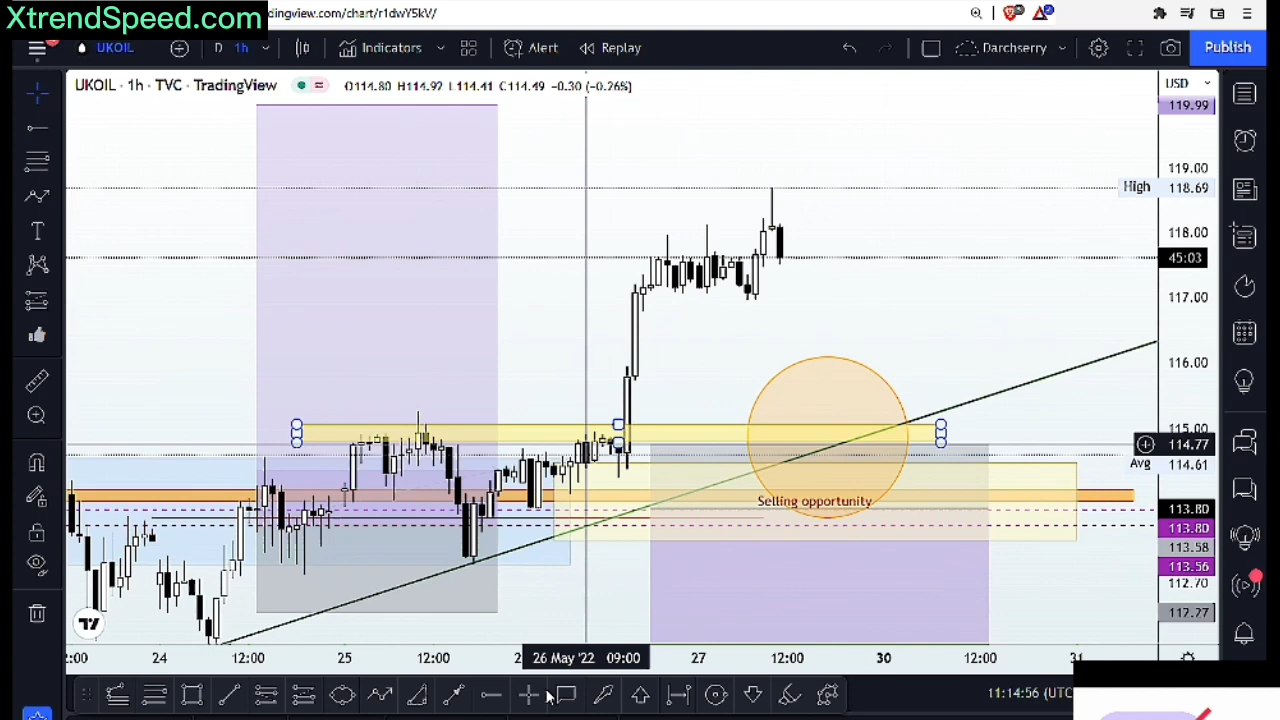 XtrendSpeed.com
dingview.com/chart/r1dwY5kV/
UKOIL
D 1h
Indicators
Alert
Replay
Darchserry
Publish
UKOIL · 1h · TVC · TradingView
O114.80 H114.92 L114.41 C114.49 −0.30 (−0.26%)
USD
119.99
119.00
High 118.69
118.00
45:03
117.00
116.00
115.00
114.77
Avg 114.61
Selling opportunity
113.80
113.80
113.58
113.56
112.70
112.77
2:00
24
12:00
25
12:00
26 May '22 09:00
27
12:00
30
12:00
31
11:14:56 (UTC